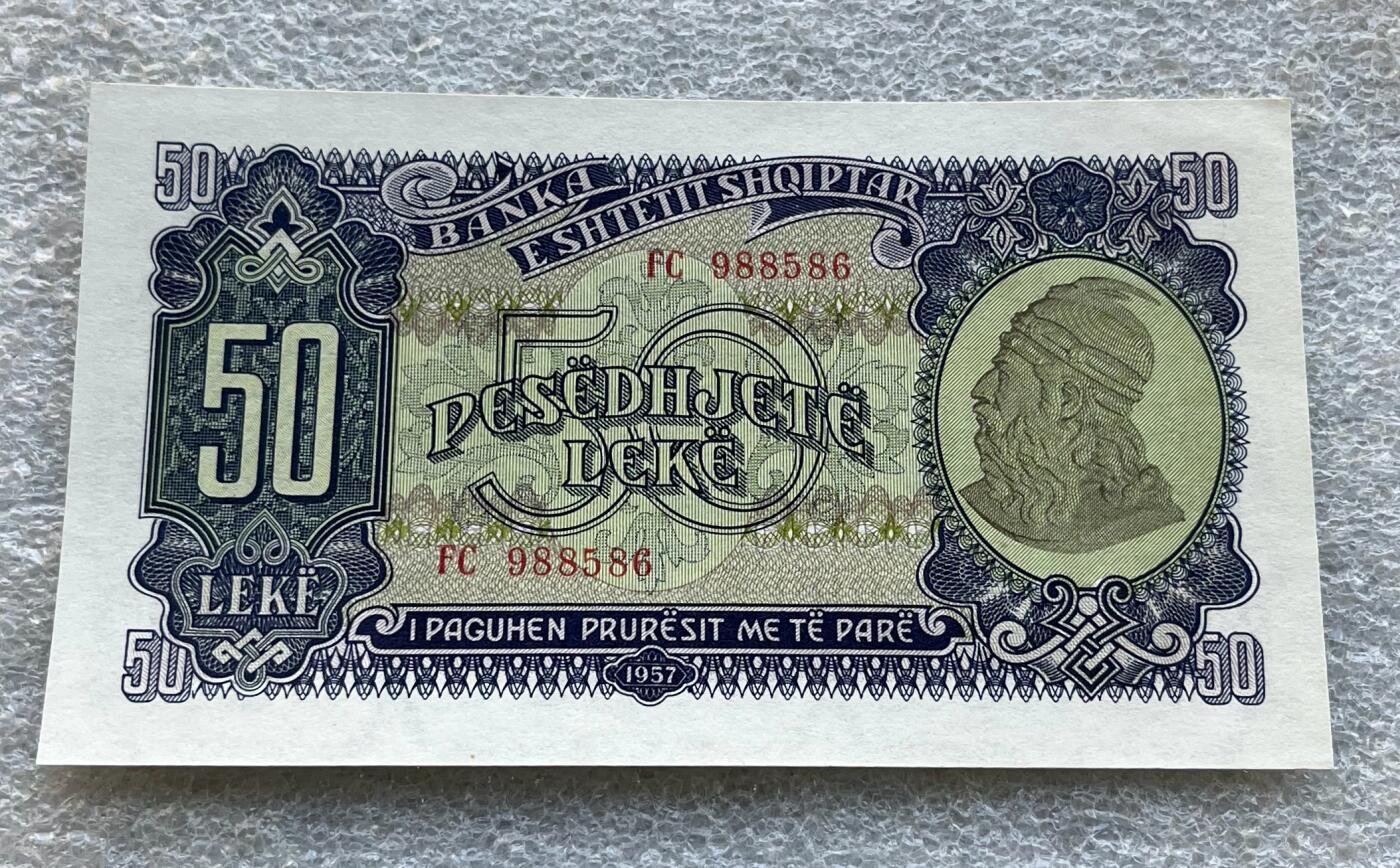 50
50
BANKA
E SHTETIT SHQIPTAR
FC 988586
50
50
PESËDHJETË
LEKË
FC 988586
LEKË
I PAGUHEN PRURËSIT ME TË PARË
1957
50
50